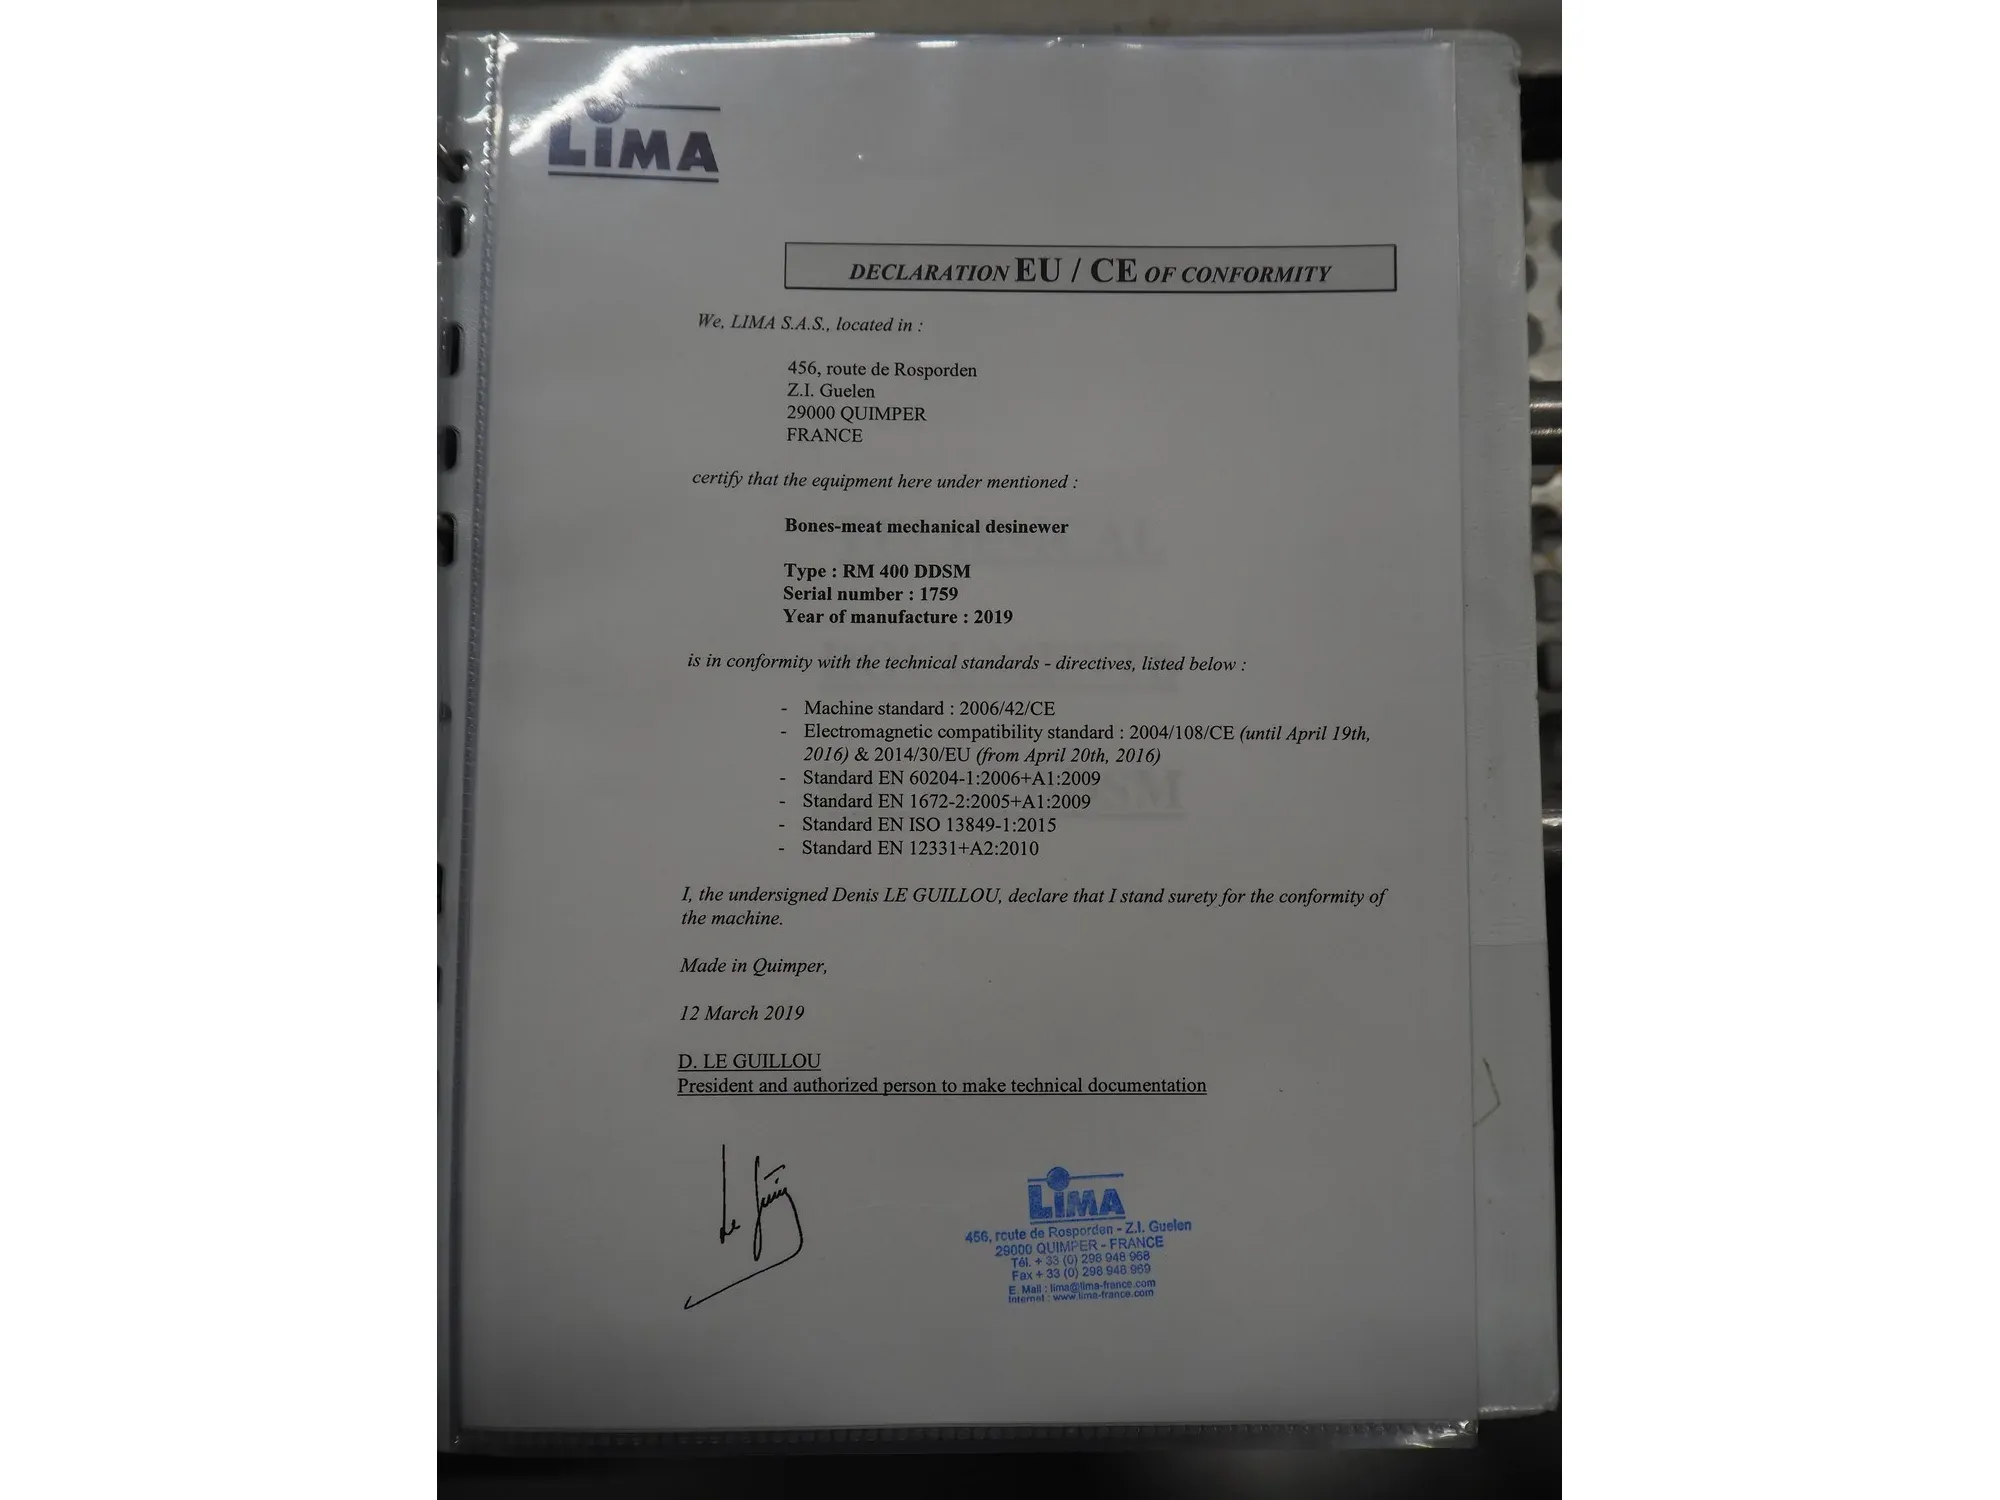 LIMA
DECLARATION EU / CE OF CONFORMITY
We, LIMA S.A.S., located in :
456, route de Rosporden
Z.I. Guelen
29000 QUIMPER
FRANCE
certify that the equipment here under mentioned :
Bones-meat mechanical desinewer
Type : RM 400 DDSM
Serial number : 1759
Year of manufacture : 2019
is in conformity with the technical standards - directives, listed below :
- Machine standard : 2006/42/CE
- Electromagnetic compatibility standard : 2004/108/CE (until April 19th,
2016) & 2014/30/EU (from April 20th, 2016)
- Standard EN 60204-1:2006+A1:2009
- Standard EN 1672-2:2005+A1:2009
- Standard EN ISO 13849-1:2015
- Standard EN 12331+A2:2010
I, the undersigned Denis LE GUILLOU, declare that I stand surety for the conformity of
the machine.
Made in Quimper,
12 March 2019
D. LE GUILLOU
President and authorized person to make technical documentation
LIMA
456, route de Rosporden - Z.I. Guelen
29000 QUIMPER - FRANCE
Tél. + 33 (0) 298 948 968
Fax + 33 (0) 298 948 969
E. Mail : lima@lima-france.com
Internet : www.lima-france.com